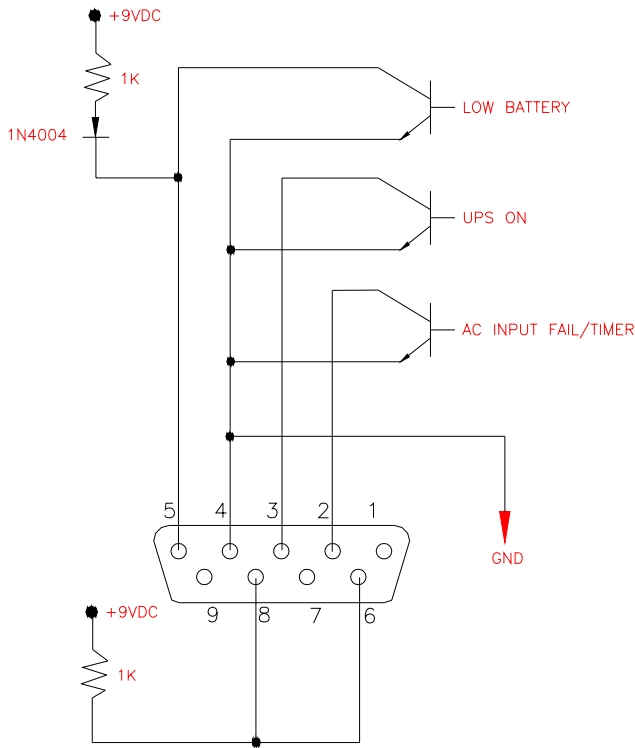 +9VDC
1K
1N4004
LOW BATTERY
UPS ON
AC INPUT FAIL/TIMER
5 4 3 2 1
GND
9 8 7 6
+9VDC
1K